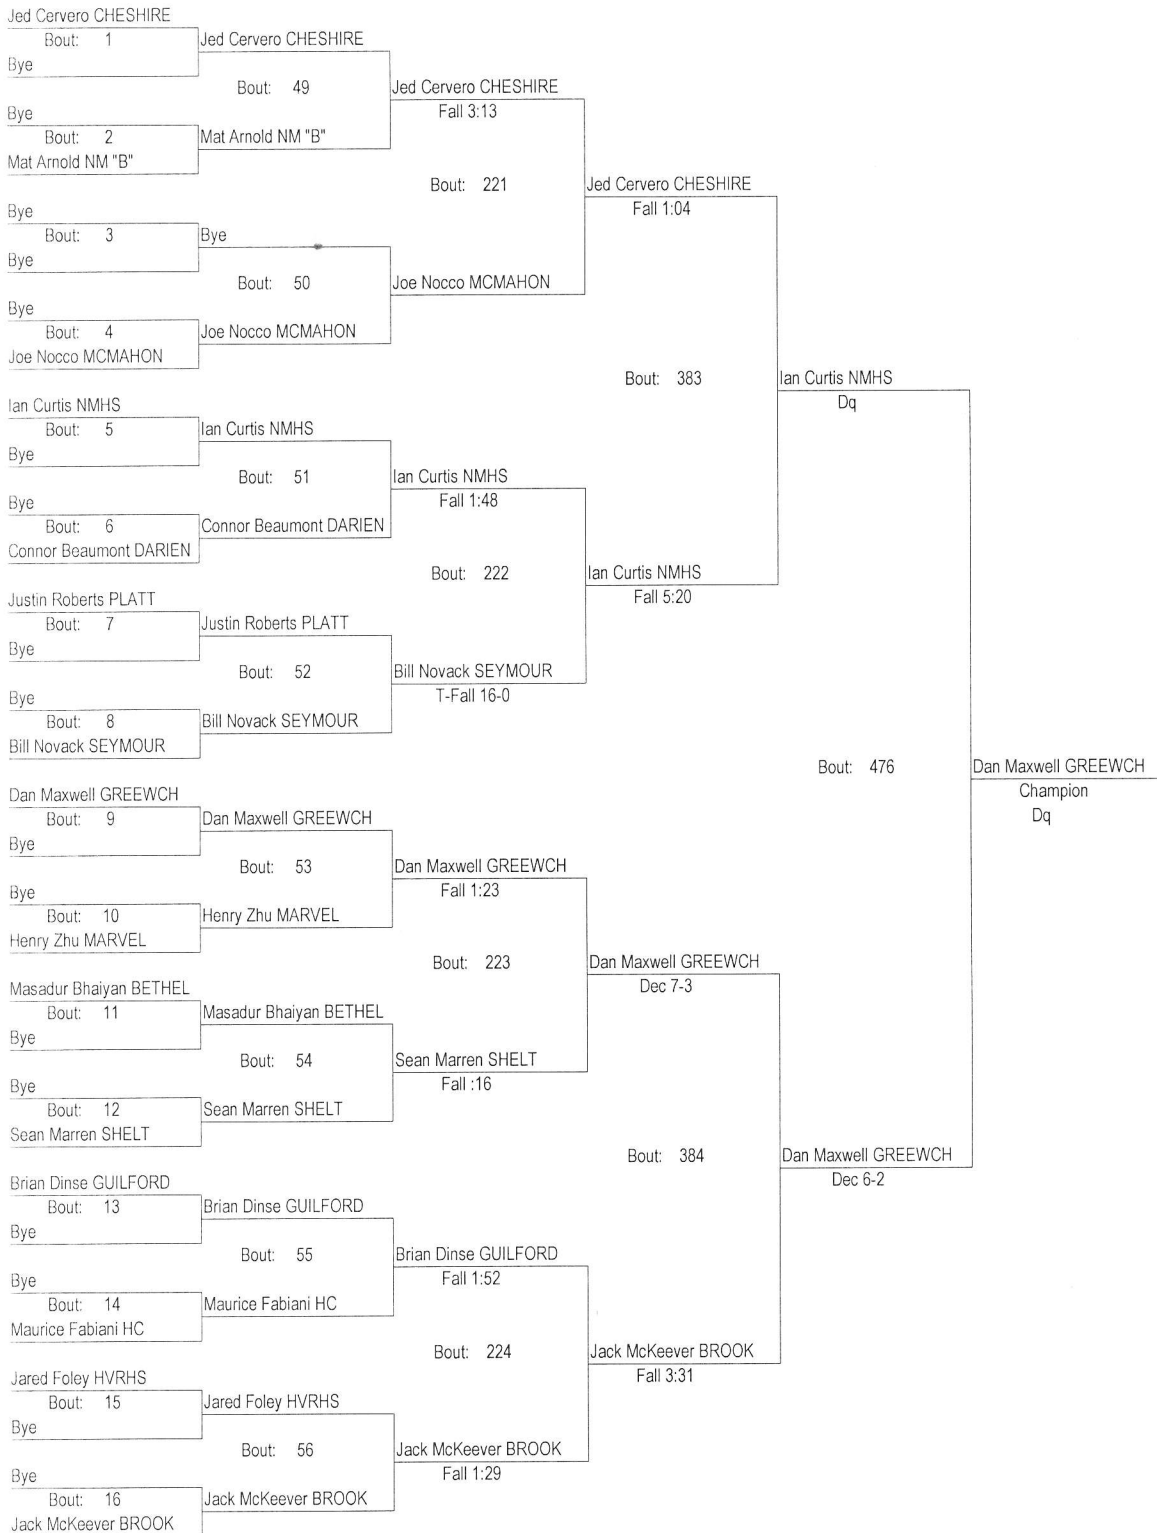 Jed Cervero CHESHIRE
Bout: 1
Bye
Bye
Bout: 2
Mat Arnold NM "B"
Bye
Bout: 3
Bye
Bye
Bout: 4
Joe Nocco MCMAHON
Ian Curtis NMHS
Bout: 5
Bye
Bye
Bout: 6
Connor Beaumont DARIEN
Justin Roberts PLATT
Bout: 7
Bye
Bye
Bout: 8
Bill Novack SEYMOUR
Dan Maxwell GREEWCH
Bout: 9
Bye
Bye
Bout: 10
Henry Zhu MARVEL
Masadur Bhaiyan BETHEL
Bout: 11
Bye
Bye
Bout: 12
Sean Marren SHELT
Brian Dinse GUILFORD
Bout: 13
Bye
Bye
Bout: 14
Maurice Fabiani HC
Jared Foley HVRHS
Bout: 15
Bye
Bye
Bout: 16
Jack McKeever BROOK
Jed Cervero CHESHIRE
Bout: 49
Mat Arnold NM "B"
Bye
Bout: 50
Joe Nocco MCMAHON
Ian Curtis NMHS
Bout: 51
Connor Beaumont DARIEN
Justin Roberts PLATT
Bout: 52
Bill Novack SEYMOUR
Dan Maxwell GREEWCH
Bout: 53
Henry Zhu MARVEL
Masadur Bhaiyan BETHEL
Bout: 54
Sean Marren SHELT
Brian Dinse GUILFORD
Bout: 55
Maurice Fabiani HC
Jared Foley HVRHS
Bout: 56
Jack McKeever BROOK
Jed Cervero CHESHIRE
Fall 3:13
Bout: 221
Joe Nocco MCMAHON
Ian Curtis NMHS
Fall 1:48
Bout: 222
Bill Novack SEYMOUR
T-Fall 16-0
Dan Maxwell GREEWCH
Fall 1:23
Bout: 223
Sean Marren SHELT
Fall :16
Brian Dinse GUILFORD
Fall 1:52
Bout: 224
Jack McKeever BROOK
Fall 1:29
Jed Cervero CHESHIRE
Fall 1:04
Bout: 383
Ian Curtis NMHS
Fall 5:20
Dan Maxwell GREEWCH
Dec 7-3
Bout: 384
Jack McKeever BROOK
Fall 3:31
Ian Curtis NMHS
Dq
Bout: 476
Dan Maxwell GREEWCH
Dec 6-2
Dan Maxwell GREEWCH
Champion
Dq